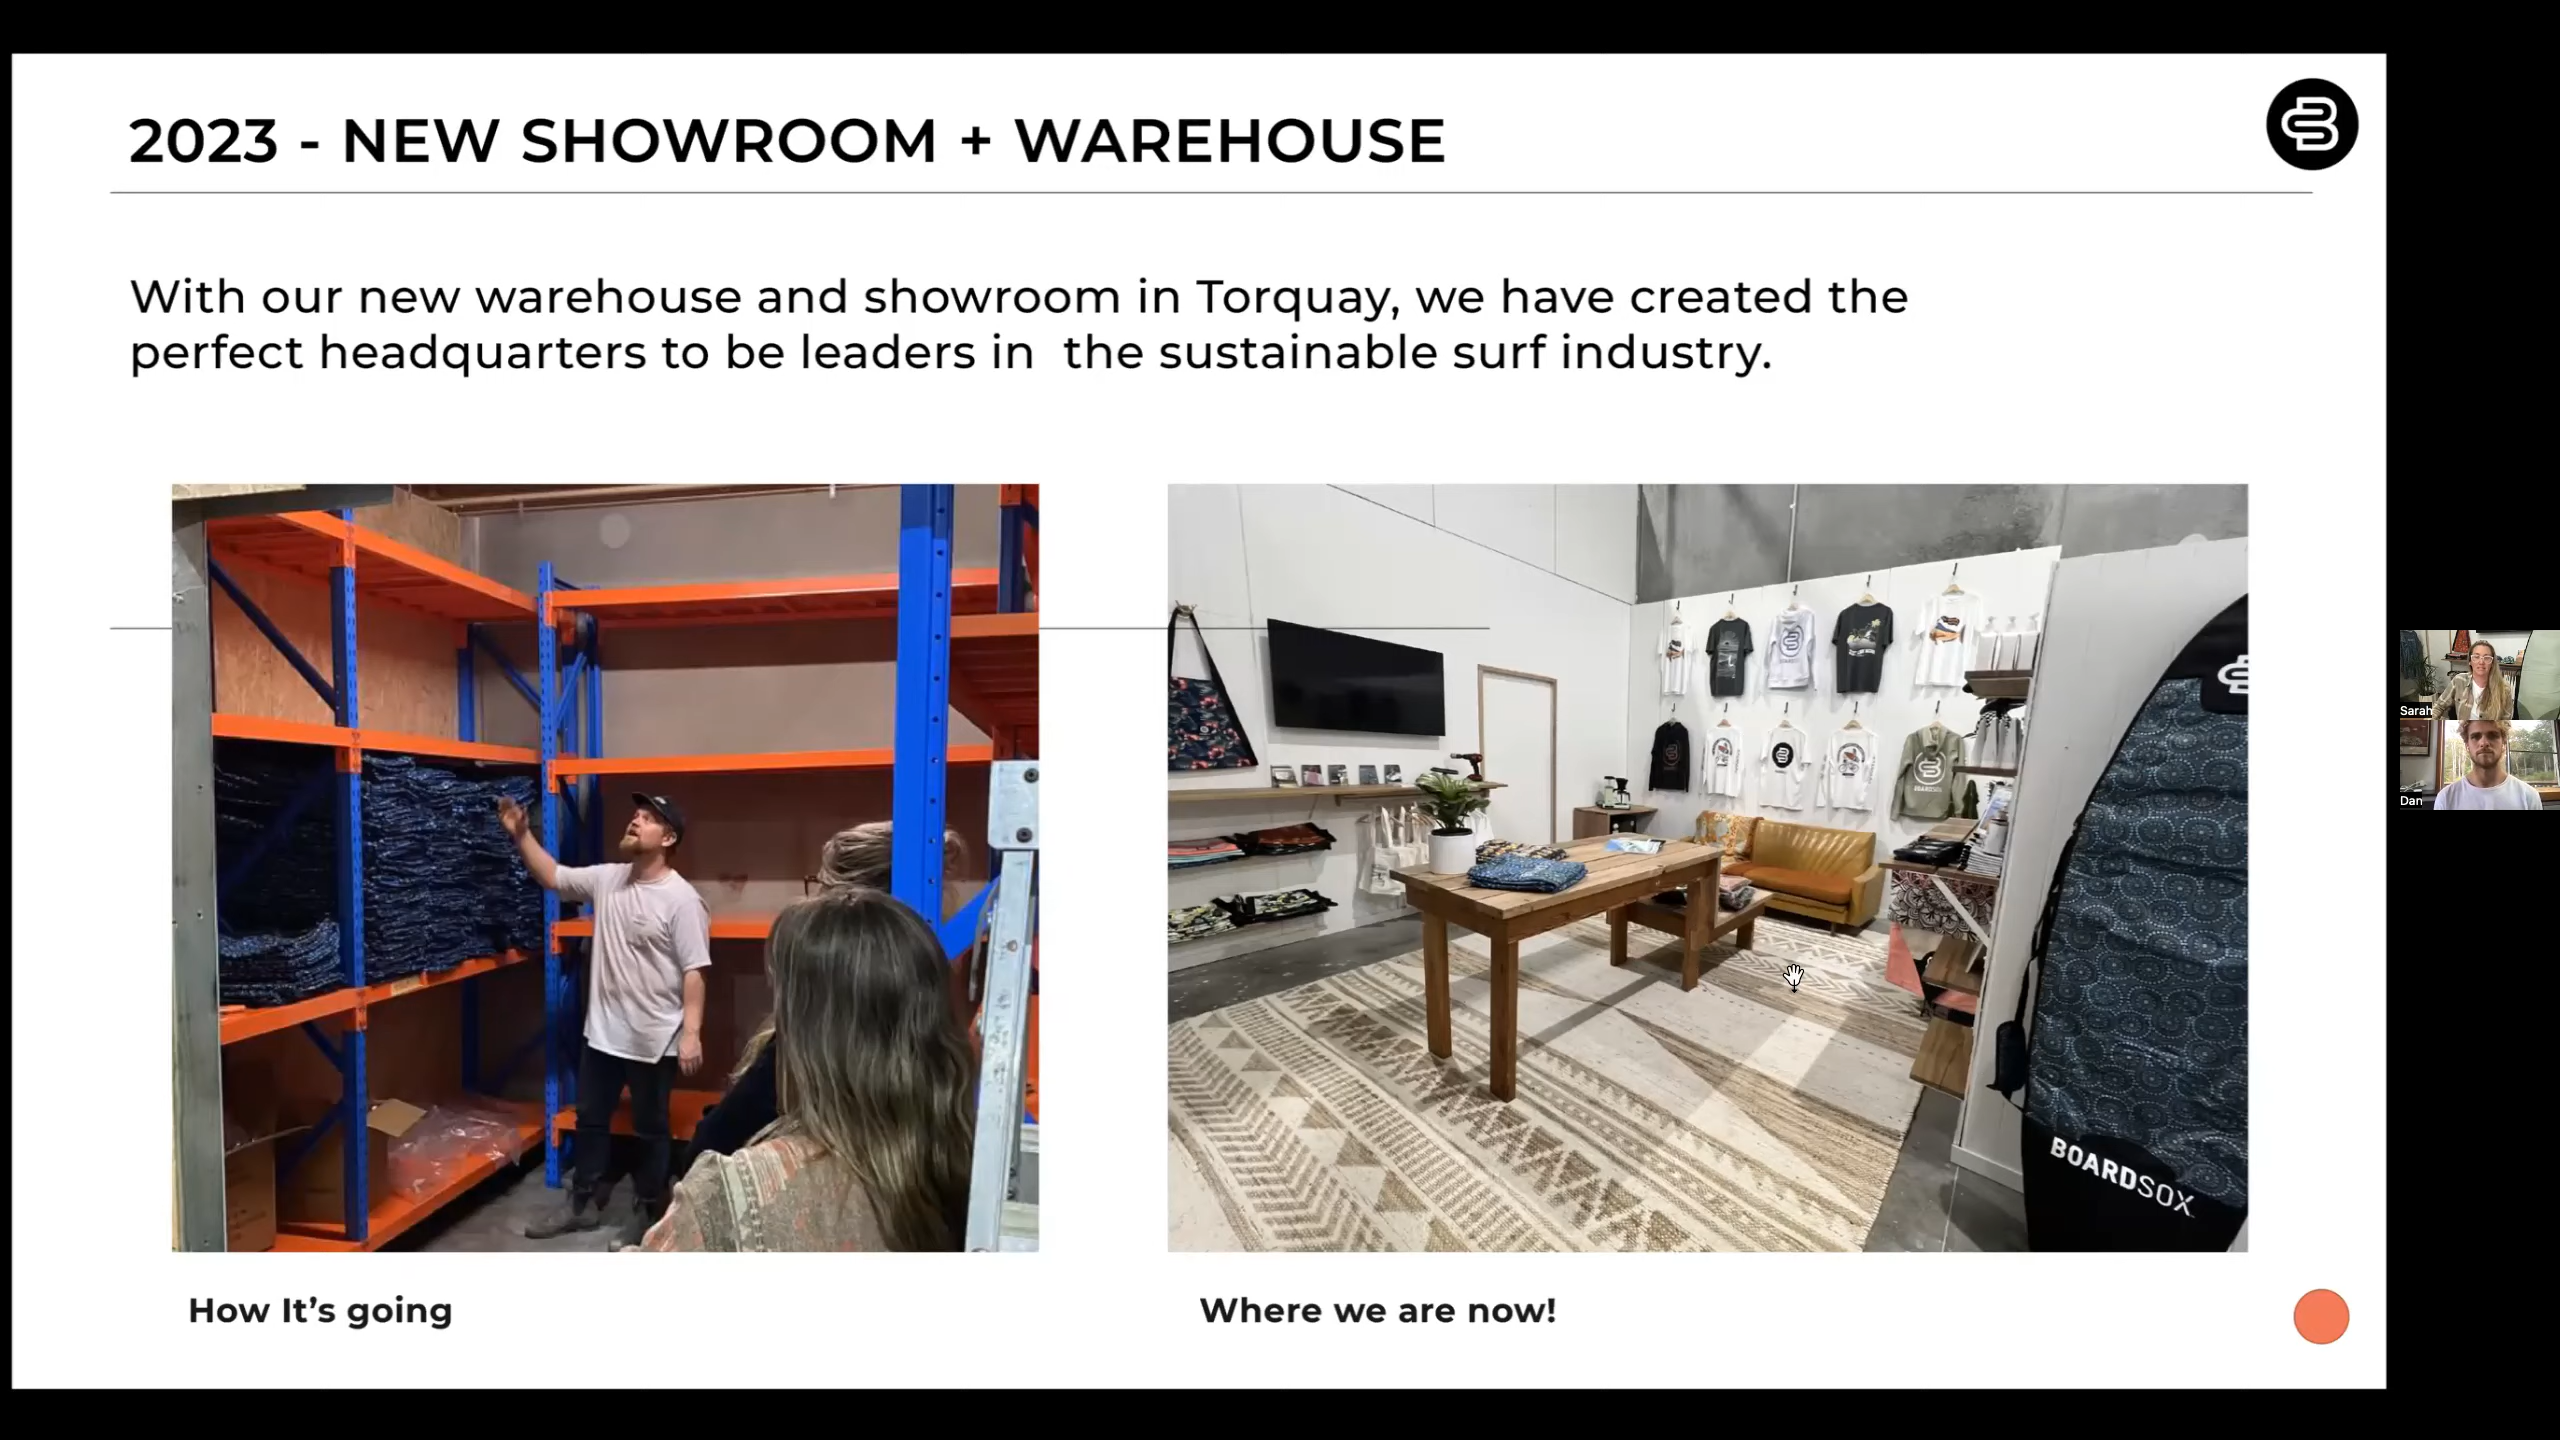 2023 - NEW SHOWROOM + WAREHOUSE
With our new warehouse and showroom in Torquay, we have created the
perfect headquarters to be leaders in  the sustainable surf industry.
BOARDSOX
How It’s going
Where we are now!
Sarah
Dan